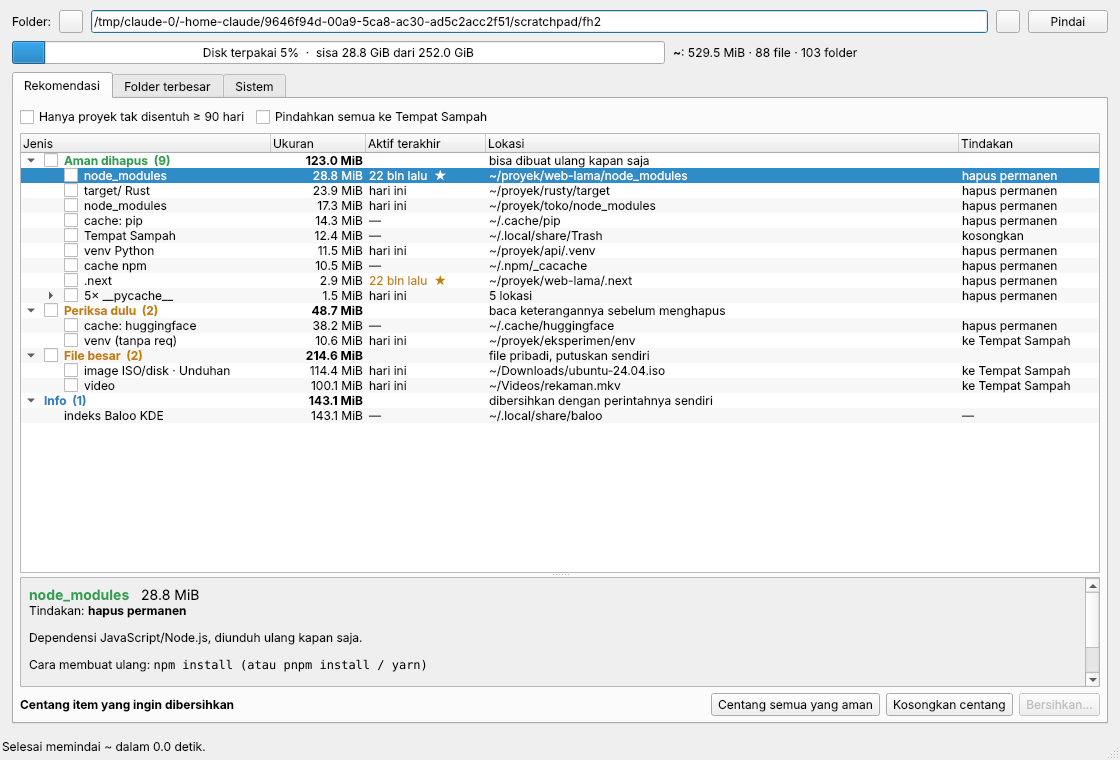 Folder: /tmp/claude-0/-home-claude/9646f94d-00a9-5ca8-ac30-ad5c2acc2f51/scratchpad/fh2 Pindai
Disk terpakai 5% · sisa 28.8 GiB dari 252.0 GiB ~: 529.5 MiB · 88 file · 103 folder
Rekomendasi Folder terbesar Sistem
Hanya proyek tak disentuh ≥ 90 hari Pindahkan semua ke Tempat Sampah
Jenis Ukuran Aktif terakhir Lokasi Tindakan
Aman dihapus (9) 123.0 MiB bisa dibuat ulang kapan saja
node_modules 28.8 MiB 22 bln lalu ★ ~/proyek/web-lama/node_modules hapus permanen
target/ Rust 23.9 MiB hari ini ~/proyek/rusty/target hapus permanen
node_modules 17.3 MiB hari ini ~/proyek/toko/node_modules hapus permanen
cache: pip 14.3 MiB — ~/.cache/pip hapus permanen
Tempat Sampah 12.4 MiB — ~/.local/share/Trash kosongkan
venv Python 11.5 MiB hari ini ~/proyek/api/.venv hapus permanen
cache npm 10.5 MiB — ~/.npm/_cacache hapus permanen
.next 2.9 MiB 22 bln lalu ★ ~/proyek/web-lama/.next hapus permanen
5× __pycache__ 1.5 MiB hari ini 5 lokasi hapus permanen
Periksa dulu (2) 48.7 MiB baca keterangannya sebelum menghapus
cache: huggingface 38.2 MiB — ~/.cache/huggingface hapus permanen
venv (tanpa req) 10.6 MiB hari ini ~/proyek/eksperimen/env ke Tempat Sampah
File besar (2) 214.6 MiB file pribadi, putuskan sendiri
image ISO/disk · Unduhan 114.4 MiB hari ini ~/Downloads/ubuntu-24.04.iso ke Tempat Sampah
video 100.1 MiB hari ini ~/Videos/rekaman.mkv ke Tempat Sampah
Info (1) 143.1 MiB dibersihkan dengan perintahnya sendiri
indeks Baloo KDE 143.1 MiB — ~/.local/share/baloo —
node_modules 28.8 MiB
Tindakan: hapus permanen
Dependensi JavaScript/Node.js, diunduh ulang kapan saja.
Cara membuat ulang: npm install (atau pnpm install / yarn)
Centang item yang ingin dibersihkan Centang semua yang aman Kosongkan centang Bersihkan...
Selesai memindai ~ dalam 0.0 detik.